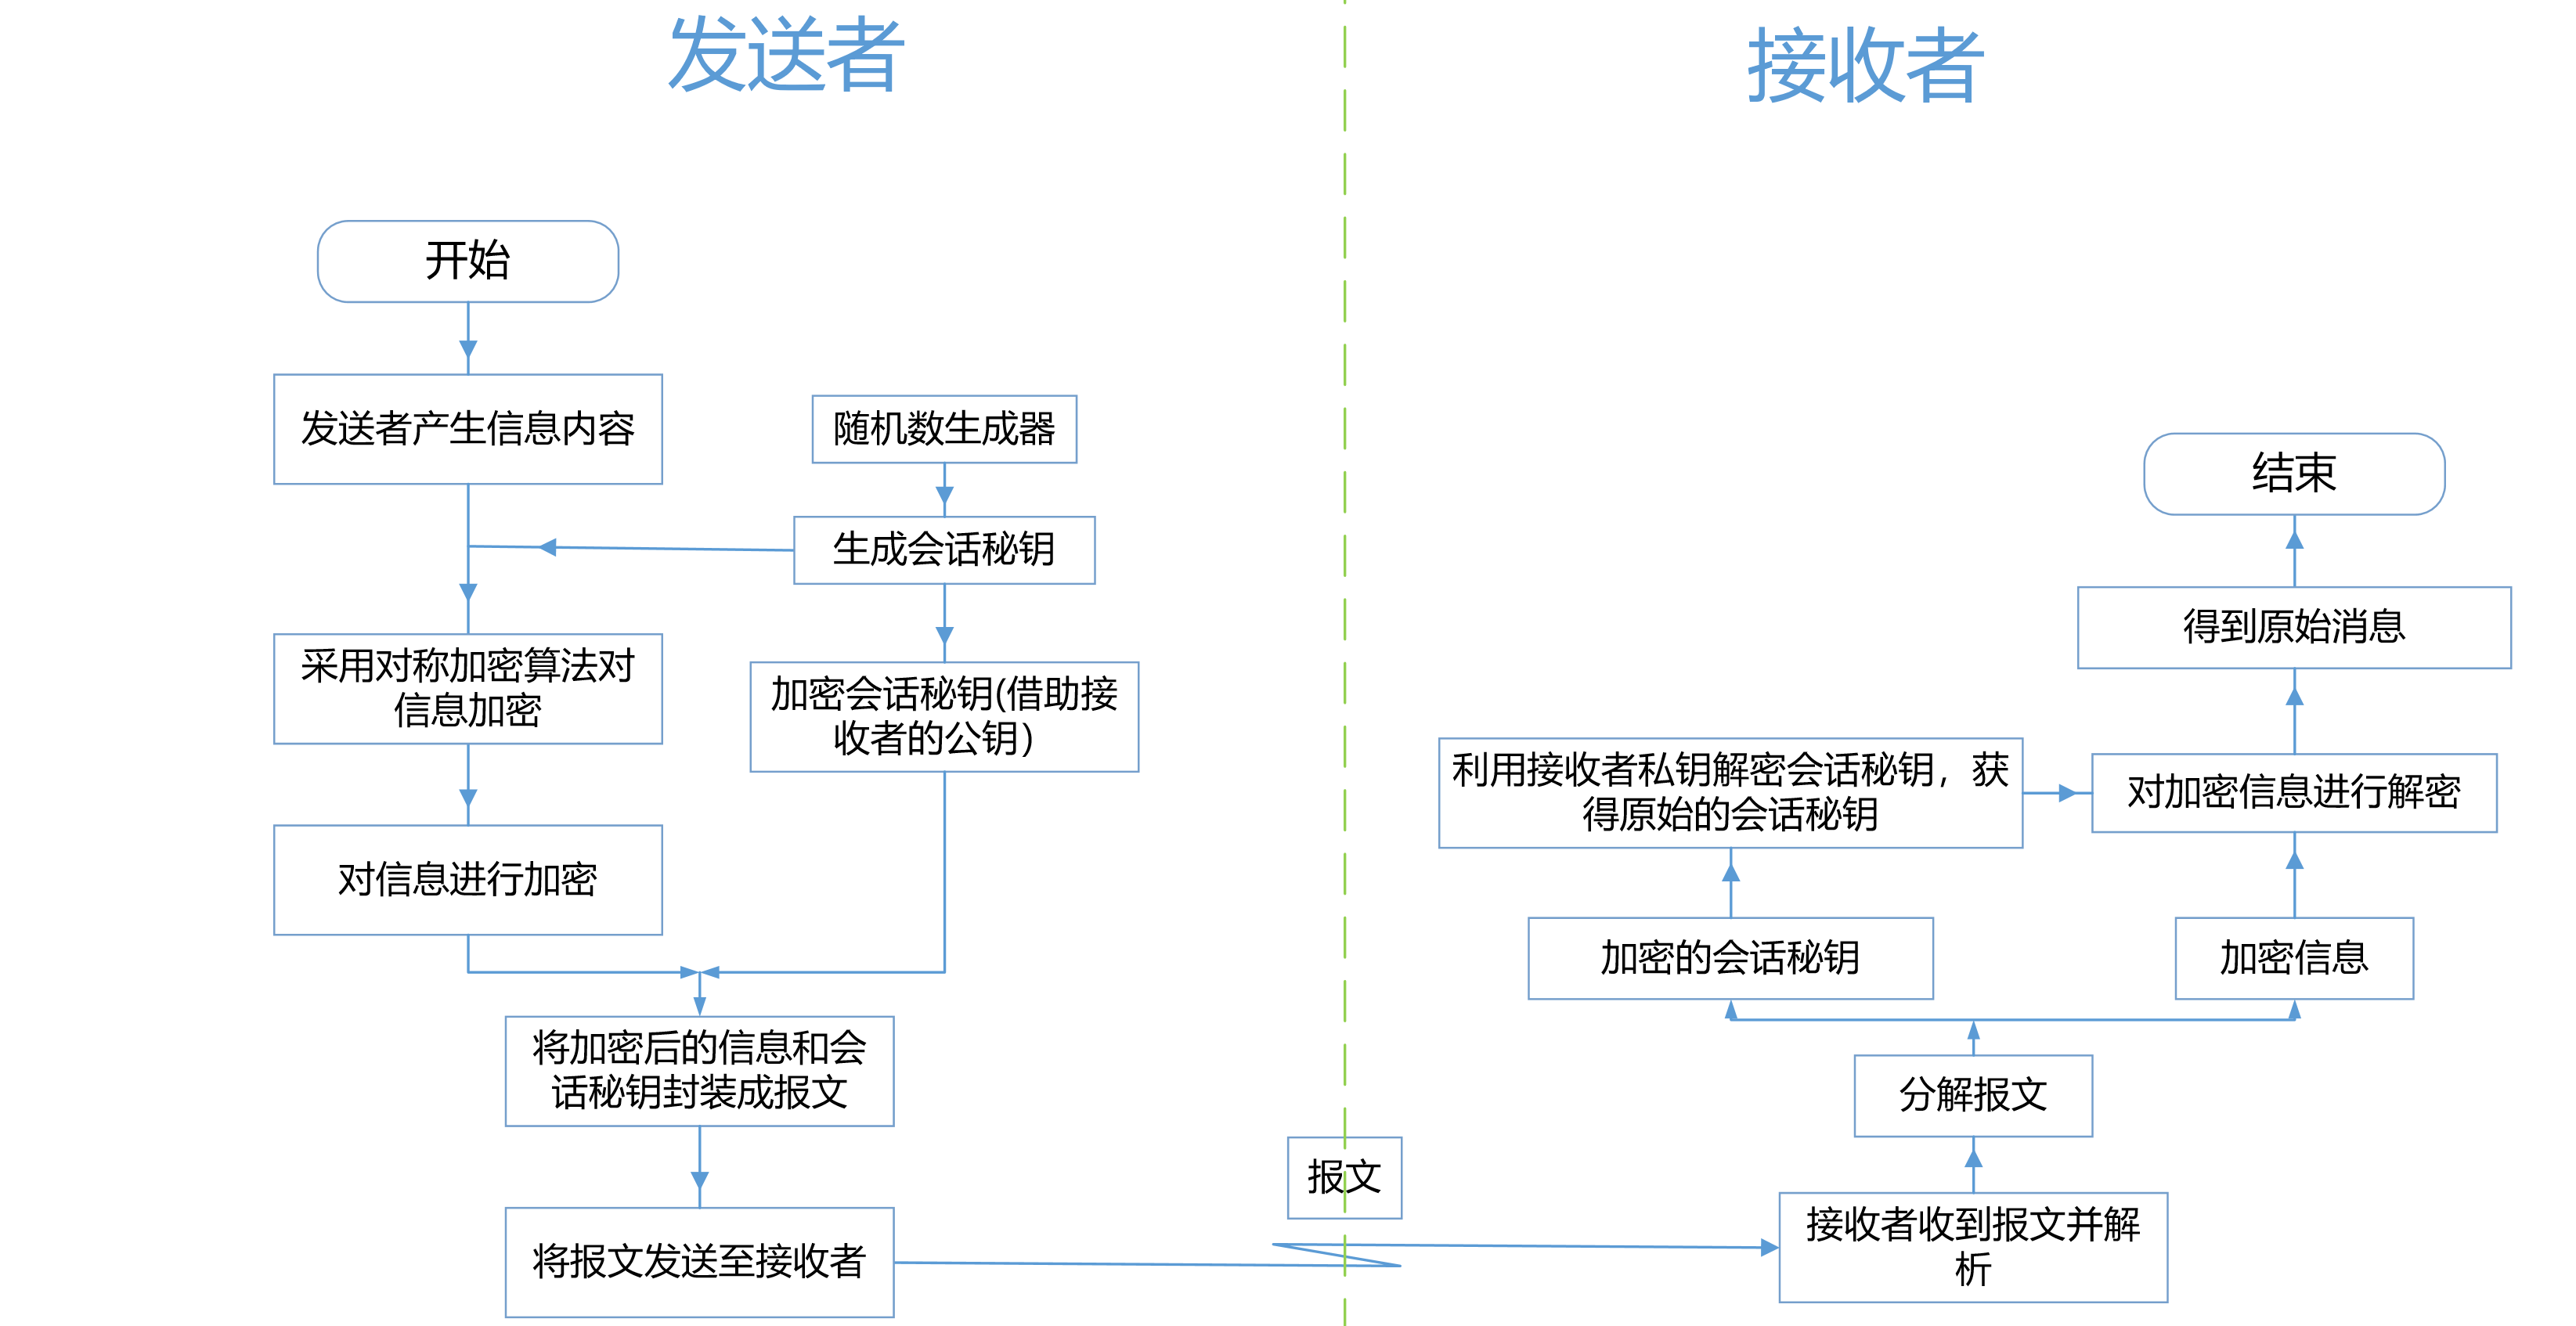 发送者
接收者
开始
发送者产生信息内容
随机数生成器
生成会话秘钥
采用对称加密算法对
信息加密
加密会话秘钥(借助接
收者的公钥)
对信息进行加密
将加密后的信息和会
话秘钥封装成报文
将报文发送至接收者
报文
接收者收到报文并解
析
分解报文
加密的会话秘钥
加密信息
利用接收者私钥解密会话秘钥，获
得原始的会话秘钥
对加密信息进行解密
得到原始消息
结束